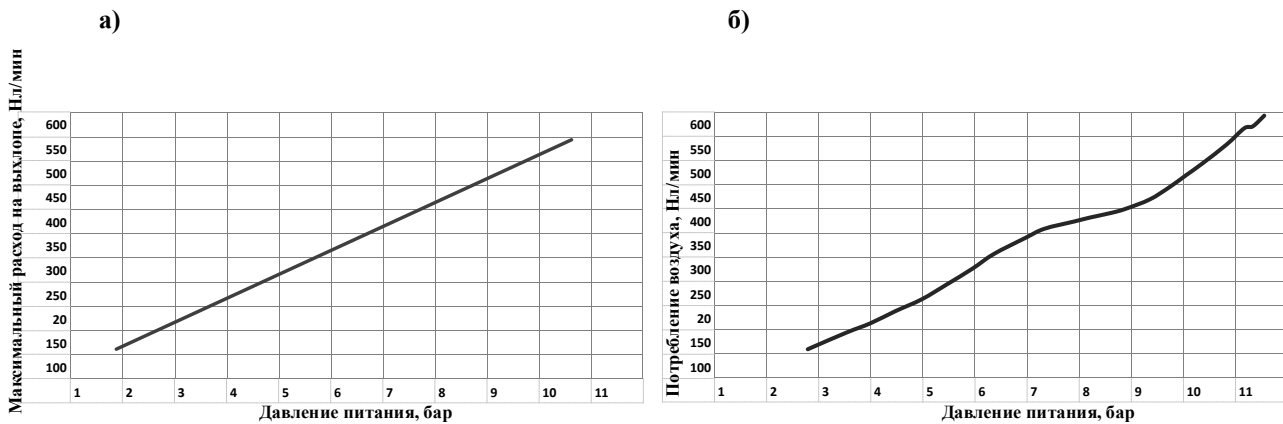 а)
Максимальный расход на выхлопе, Нл/мин
600
550
500
450
400
350
300
250
20
150
100
1 2 3 4 5 6 7 8 9 10 11
Давление питания, бар
б)
Потребление воздуха, Нл/мин
600
550
500
450
400
350
300
250
20
150
100
1 2 3 4 5 6 7 8 9 10 11
Давление питания, бар